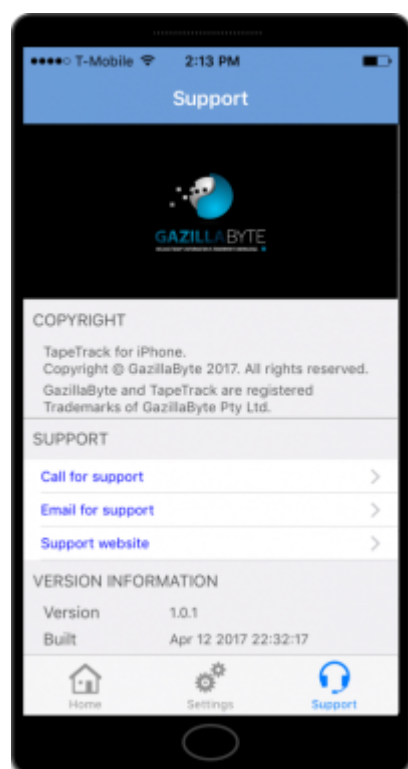 T-Mobile 2:13 PM
Support
GAZILLABYTE
COPYRIGHT
TapeTrack for iPhone.
Copyright © GazillaByte 2017. All rights reserved.
GazillaByte and TapeTrack are registered
Trademarks of GazillaByte Pty Ltd.
SUPPORT
Call for support
Email for support
Support website
VERSION INFORMATION
Version 1.0.1
Built Apr 12 2017 22:32:17
Home Settings Support